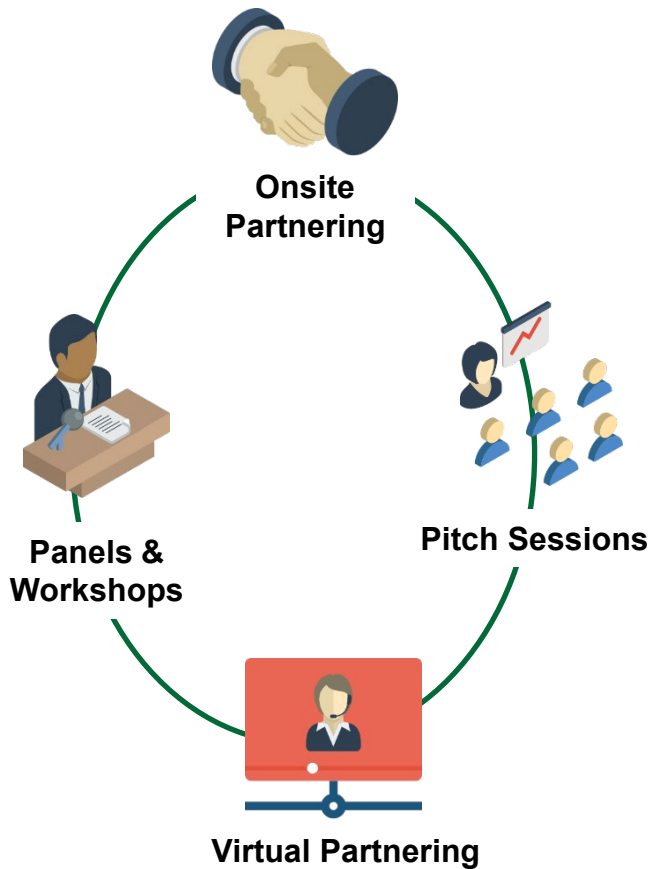 Onsite
Partnering
Pitch Sessions
Panels &
Workshops
Virtual Partnering